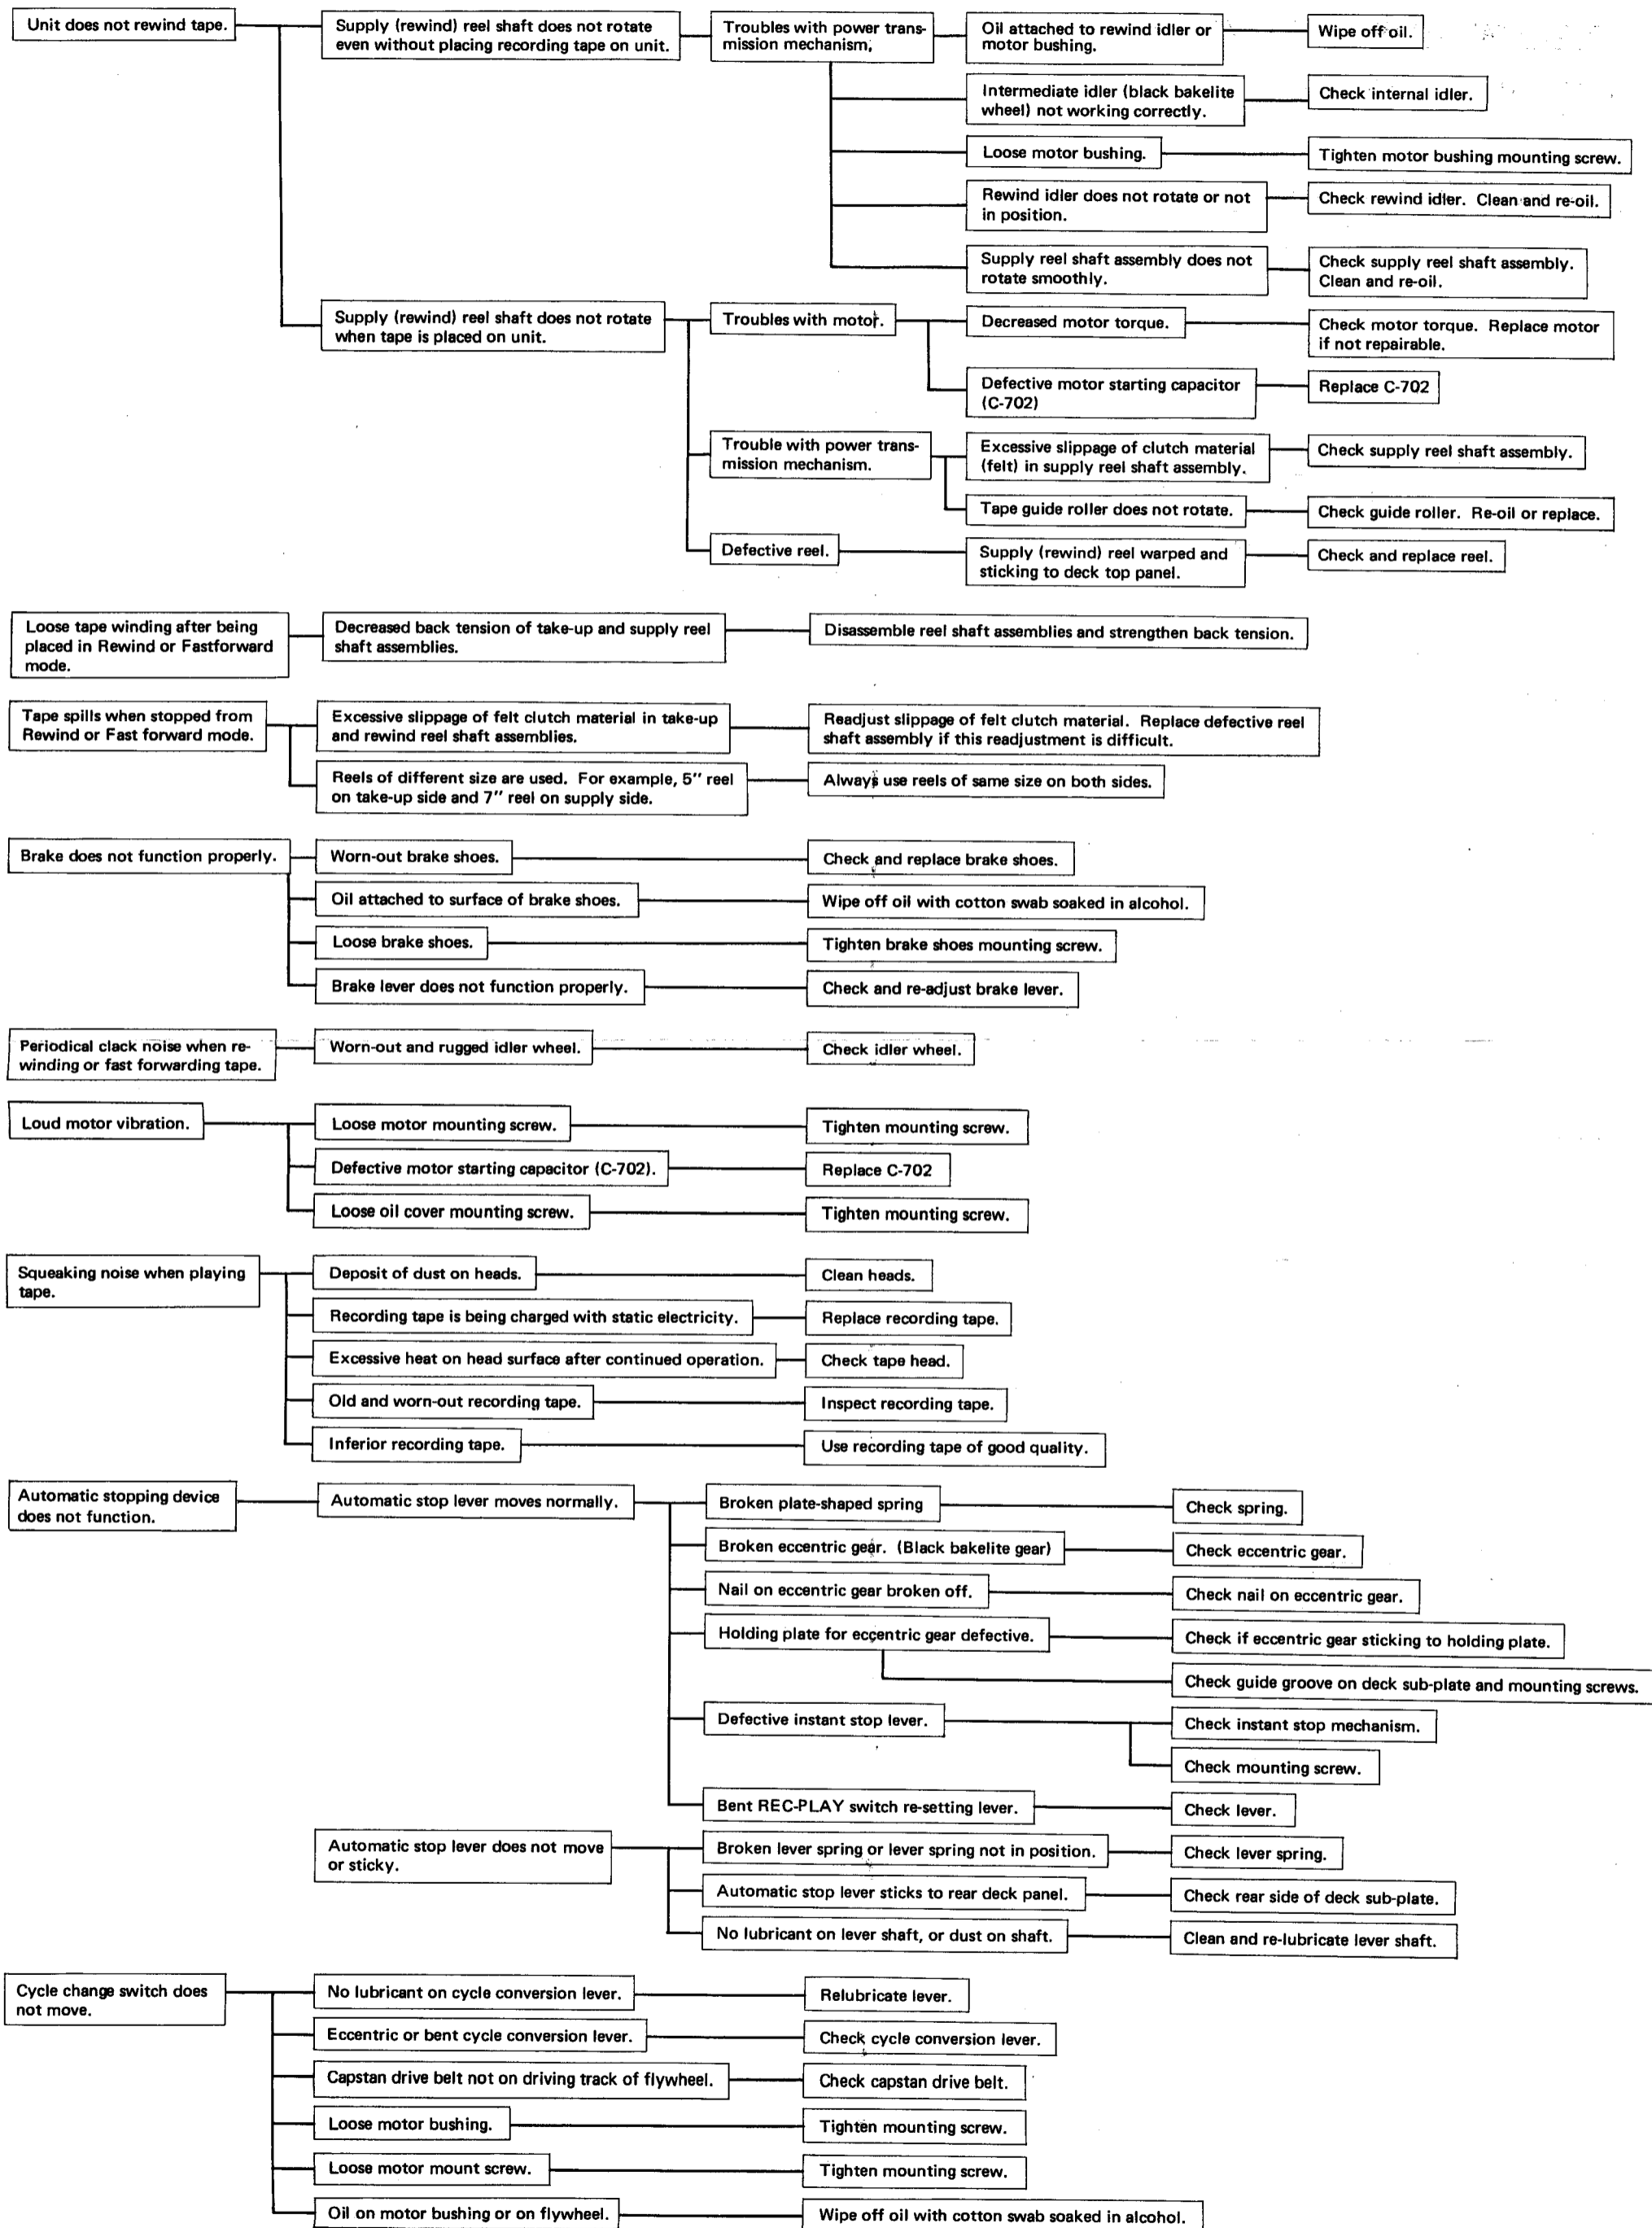 Unit does not rewind tape.
Supply (rewind) reel shaft does not rotate
even without placing recording tape on unit.
Troubles with power trans-
mission mechanism,
Oil attached to rewind idler or
motor bushing.
Wipe off oil.
Intermediate idler (black bakelite
wheel) not working correctly.
Check internal idler.
Loose motor bushing.
Tighten motor bushing mounting screw.
Rewind idler does not rotate or not
in position.
Check rewind idler. Clean and re-oil.
Supply reel shaft assembly does not
rotate smoothly.
Check supply reel shaft assembly.
Clean and re-oil.
Supply (rewind) reel shaft does not rotate
when tape is placed on unit.
Troubles with motor.
Decreased motor torque.
Check motor torque. Replace motor
if not repairable.
Defective motor starting capacitor
(C-702)
Replace C-702
Trouble with power trans-
mission mechanism.
Excessive slippage of clutch material
(felt) in supply reel shaft assembly.
Check supply reel shaft assembly.
Tape guide roller does not rotate.
Check guide roller. Re-oil or replace.
Defective reel.
Supply (rewind) reel warped and
sticking to deck top panel.
Check and replace reel.
Loose tape winding after being
placed in Rewind or Fastforward
mode.
Decreased back tension of take-up and supply reel
shaft assemblies.
Disassemble reel shaft assemblies and strengthen back tension.
Tape spills when stopped from
Rewind or Fast forward mode.
Excessive slippage of felt clutch material in take-up
and rewind reel shaft assemblies.
Readjust slippage of felt clutch material. Replace defective reel
shaft assembly if this readjustment is difficult.
Reels of different size are used. For example, 5" reel
on take-up side and 7" reel on supply side.
Always use reels of same size on both sides.
Brake does not function properly.
Worn-out brake shoes.
Check and replace brake shoes.
Oil attached to surface of brake shoes.
Wipe off oil with cotton swab soaked in alcohol.
Loose brake shoes.
Tighten brake shoes mounting screw.
Brake lever does not function properly.
Check and re-adjust brake lever.
Periodical clack noise when re-
winding or fast forwarding tape.
Worn-out and rugged idler wheel.
Check idler wheel.
Loud motor vibration.
Loose motor mounting screw.
Tighten mounting screw.
Defective motor starting capacitor (C-702).
Replace C-702
Loose oil cover mounting screw.
Tighten mounting screw.
Squeaking noise when playing
tape.
Deposit of dust on heads.
Clean heads.
Recording tape is being charged with static electricity.
Replace recording tape.
Excessive heat on head surface after continued operation.
Check tape head.
Old and worn-out recording tape.
Inspect recording tape.
Inferior recording tape.
Use recording tape of good quality.
Automatic stopping device
does not function.
Automatic stop lever moves normally.
Broken plate-shaped spring
Check spring.
Broken eccentric gear. (Black bakelite gear)
Check eccentric gear.
Nail on eccentric gear broken off.
Check nail on eccentric gear.
Holding plate for eccentric gear defective.
Check if eccentric gear sticking to holding plate.
Check guide groove on deck sub-plate and mounting screws.
Defective instant stop lever.
Check instant stop mechanism.
Check mounting screw.
Bent REC-PLAY switch re-setting lever.
Check lever.
Automatic stop lever does not move
or sticky.
Broken lever spring or lever spring not in position.
Check lever spring.
Automatic stop lever sticks to rear deck panel.
Check rear side of deck sub-plate.
No lubricant on lever shaft, or dust on shaft.
Clean and re-lubricate lever shaft.
Cycle change switch does
not move.
No lubricant on cycle conversion lever.
Relubricate lever.
Eccentric or bent cycle conversion lever.
Check cycle conversion lever.
Capstan drive belt not on driving track of flywheel.
Check capstan drive belt.
Loose motor bushing.
Tighten mounting screw.
Loose motor mount screw.
Tighten mounting screw.
Oil on motor bushing or on flywheel.
Wipe off oil with cotton swab soaked in alcohol.